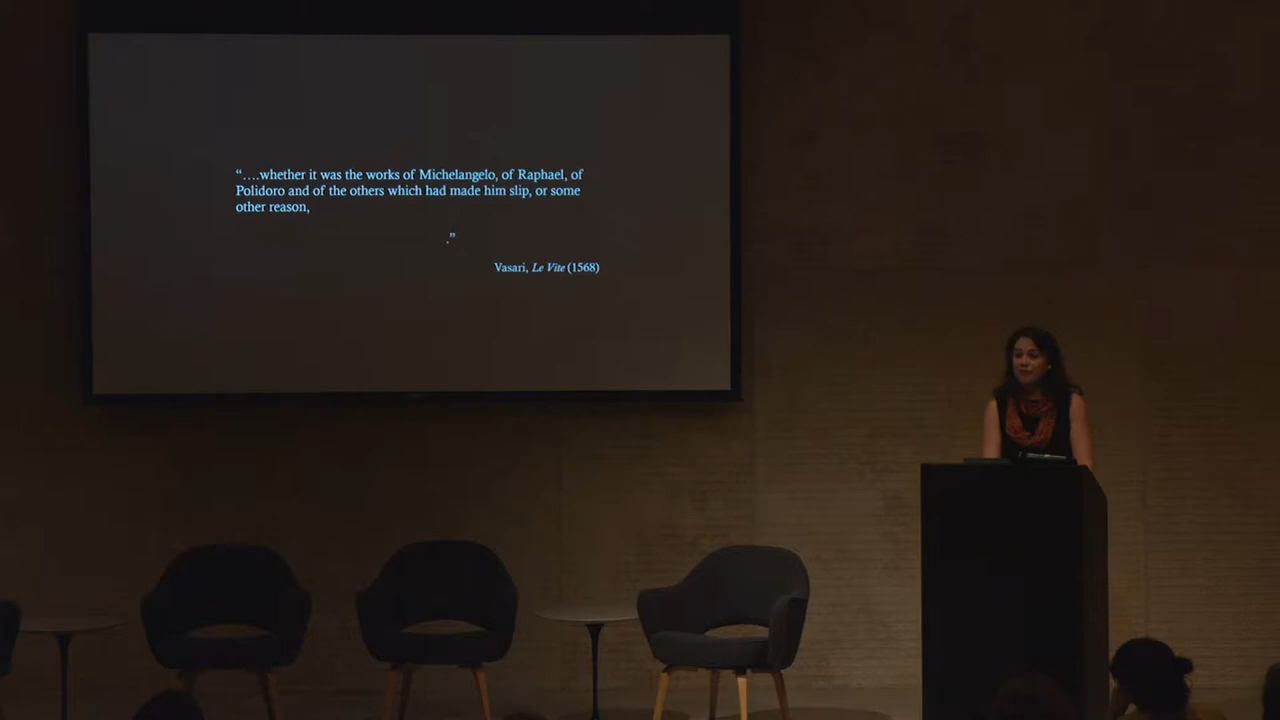 “….whether it was the works of Michelangelo, of Raphael, of
Polidoro and of the others which had made him slip, or some
other reason,
.”
Vasari, Le Vite (1568)